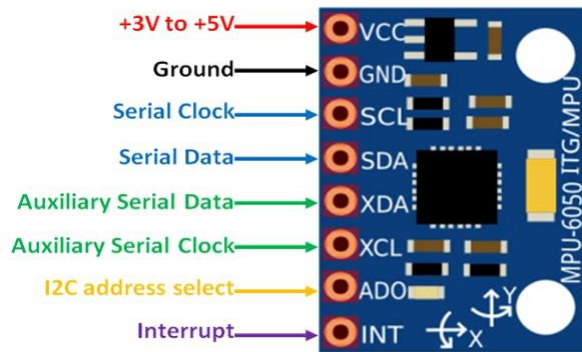 +3V to +5V VCC
Ground GND
Serial Clock SCL
Serial Data SDA
Auxiliary Serial Data XDA
Auxiliary Serial Clock XCL
I2C address select ADO
Interrupt INT
X
Y
MPU-6050 ITG/MPU